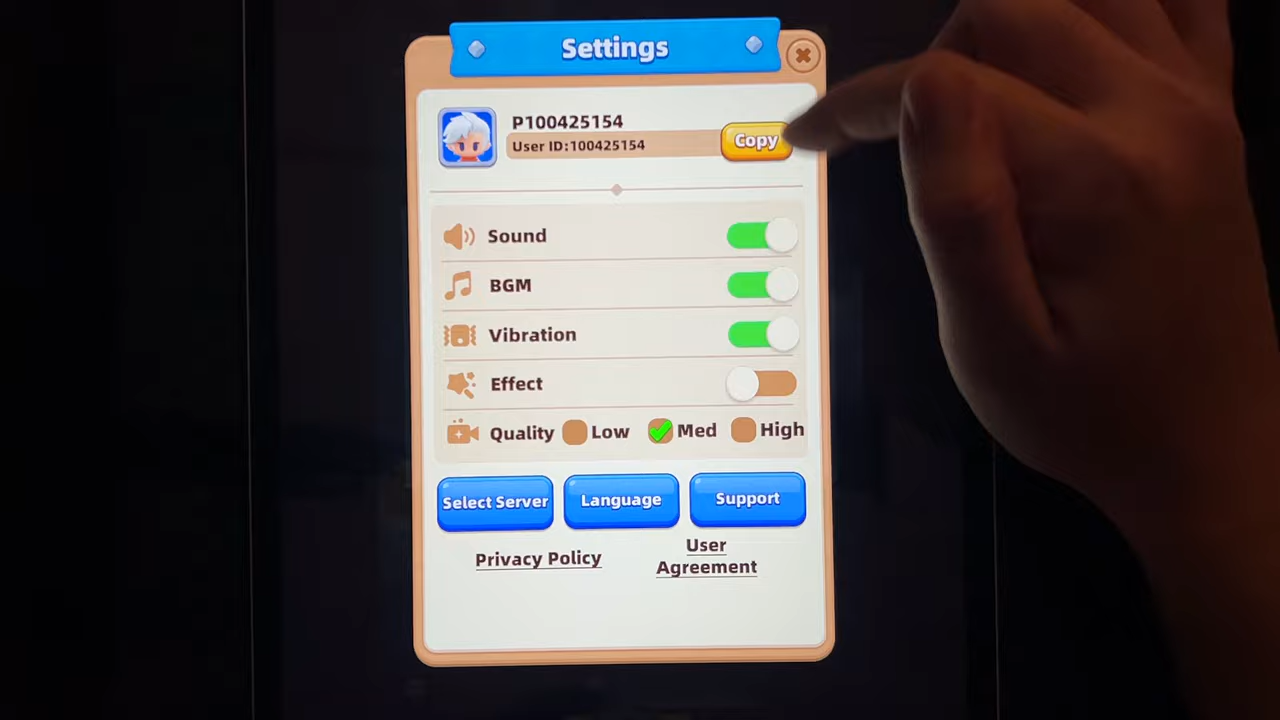 Settings
P100425154
User ID:100425154
Copy
Sound
BGM
Vibration
Effect
Quality Low Med High
Select Server Language Support
Privacy Policy
User
Agreement